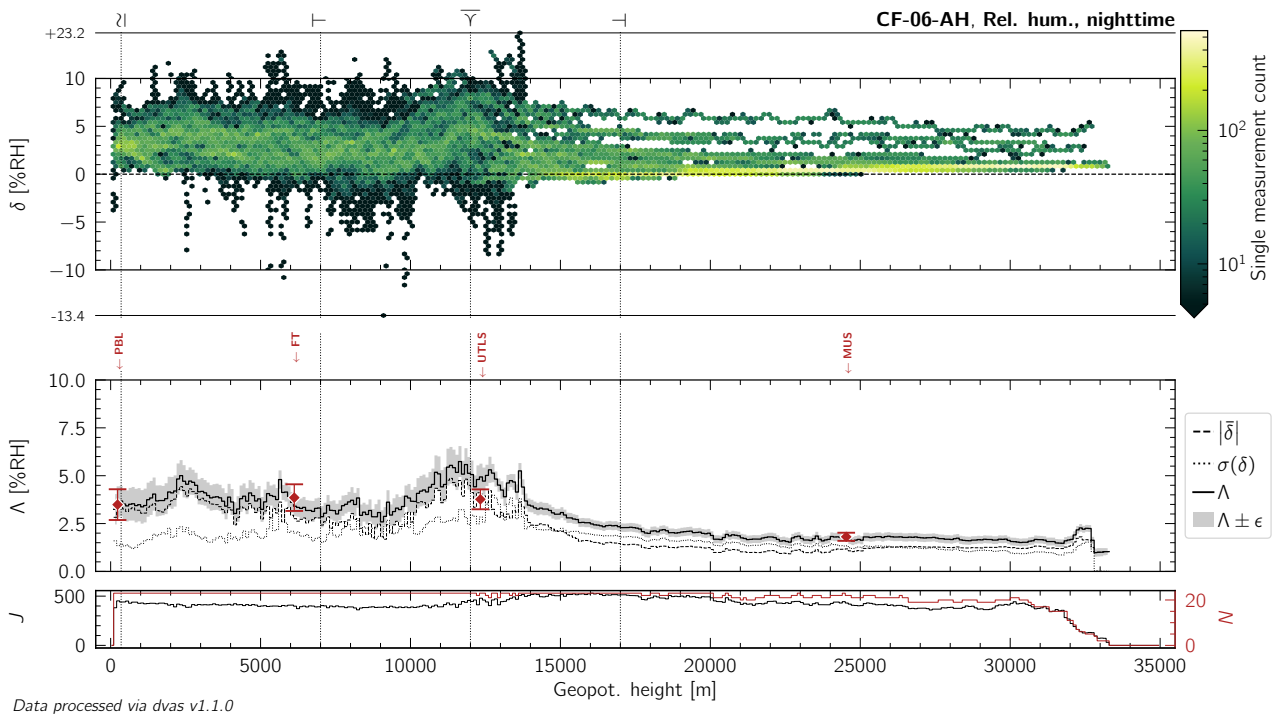 CF-06-AH, Rel. hum., nighttime
+23.2
10
5
0
−5
−10
-13.4
δ [%RH]
10²
10¹
Single measurement count
PBL
FT
UTLS
MUS
10.0
7.5
5.0
2.5
0.0
Λ [%RH]
|δ̄|
σ(δ)
Λ
Λ ± ϵ
500
0
J
20
0
N
0 5000 10000 15000 20000 25000 30000 35000
Geopot. height [m]
Data processed via dvas v1.1.0